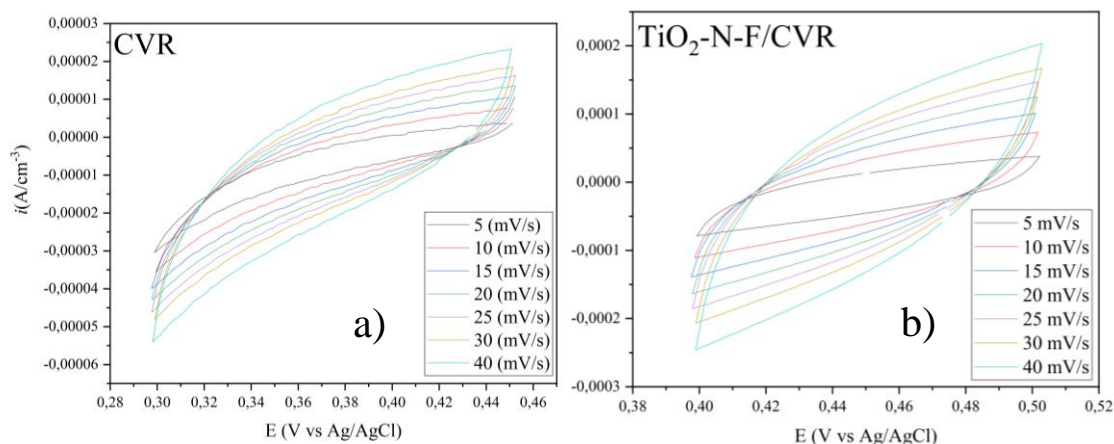 CVR
0,00003
0,00002
0,00001
0,00000
-0,00001
-0,00002
-0,00003
-0,00004
-0,00005
-0,00006
i(A/cm⁻³)
5 (mV/s)
10 (mV/s)
15 (mV/s)
20 (mV/s)
25 (mV/s)
30 (mV/s)
40 (mV/s)
a)
0,28 0,30 0,32 0,34 0,36 0,38 0,40 0,42 0,44 0,46
E (V vs Ag/AgCl)
TiO₂-N-F/CVR
0,0002
0,0001
0,0000
-0,0001
-0,0002
-0,0003
5 mV/s
10 mV/s
15 mV/s
20 mV/s
25 mV/s
30 mV/s
40 mV/s
b)
0,38 0,40 0,42 0,44 0,46 0,48 0,50 0,52
E (V vs Ag/AgCl)